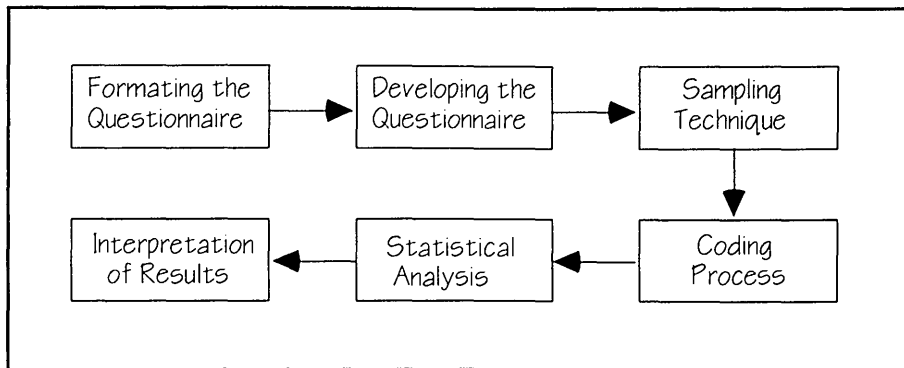 Formating the
Questionnaire
Developing the
Questionnaire
Sampling
Technique
Coding
Process
Statistical
Analysis
Interpretation
of Results